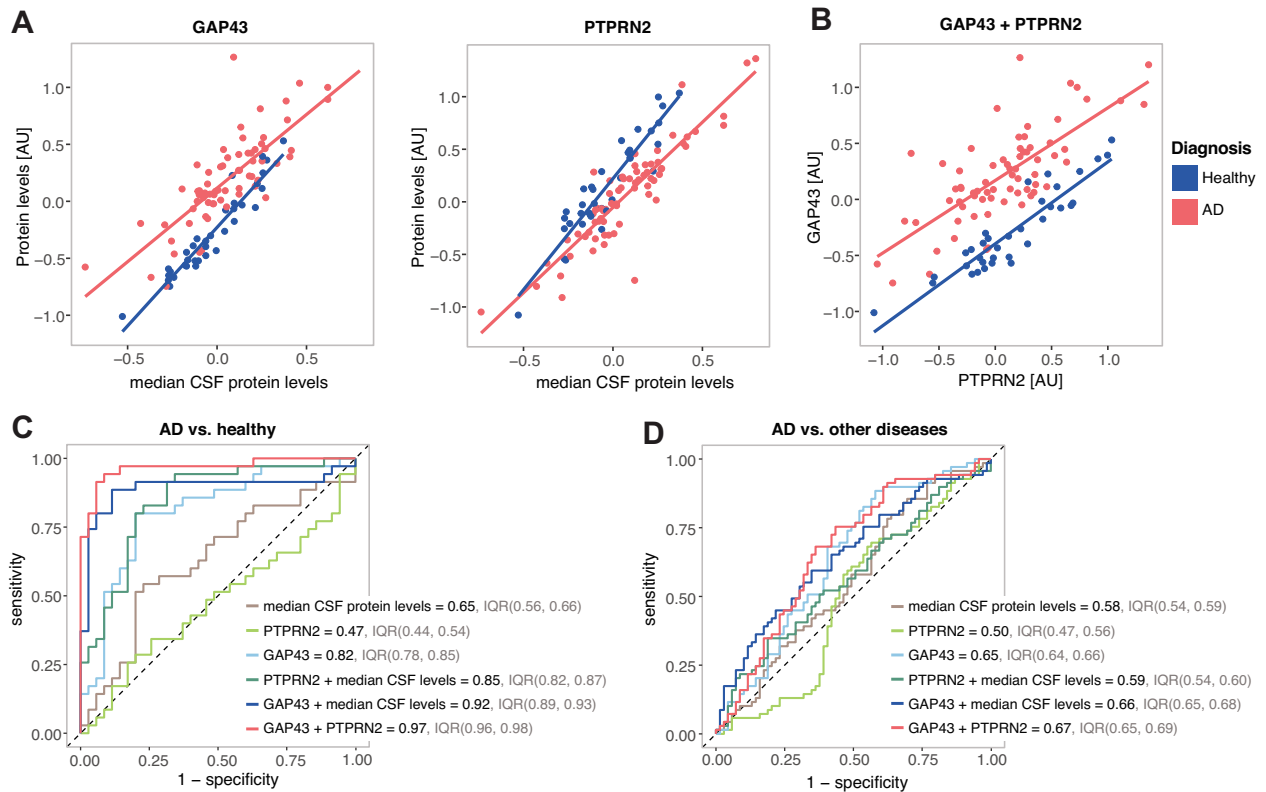 A
GAP43
Protein levels [AU]
1.0
0.5
0.0
−0.5
−1.0
−0.5
0.0
0.5
median CSF protein levels
PTPRN2
Protein levels [AU]
1.0
0.5
0.0
−0.5
−1.0
−0.5
0.0
0.5
median CSF protein levels
B
GAP43 + PTPRN2
GAP43 [AU]
1.0
0.5
0.0
−0.5
−1.0
−1.0
−0.5
0.0
0.5
1.0
PTPRN2 [AU]
Diagnosis
Healthy
AD
C
AD vs. healthy
sensitivity
1.00
0.75
0.50
0.25
0.00
median CSF protein levels = 0.65, IQR(0.56, 0.66)
PTPRN2 = 0.47, IQR(0.44, 0.54)
GAP43 = 0.82, IQR(0.78, 0.85)
PTPRN2 + median CSF levels = 0.85, IQR(0.82, 0.87)
GAP43 + median CSF levels = 0.92, IQR(0.89, 0.93)
GAP43 + PTPRN2 = 0.97, IQR(0.96, 0.98)
0.00
0.25
0.50
0.75
1.00
1 − specificity
D
AD vs. other diseases
sensitivity
1.00
0.75
0.50
0.25
0.00
median CSF protein levels = 0.58, IQR(0.54, 0.59)
PTPRN2 = 0.50, IQR(0.47, 0.56)
GAP43 = 0.65, IQR(0.64, 0.66)
PTPRN2 + median CSF levels = 0.59, IQR(0.54, 0.60)
GAP43 + median CSF levels = 0.66, IQR(0.65, 0.68)
GAP43 + PTPRN2 = 0.67, IQR(0.65, 0.69)
0.00
0.25
0.50
0.75
1.00
1 − specificity